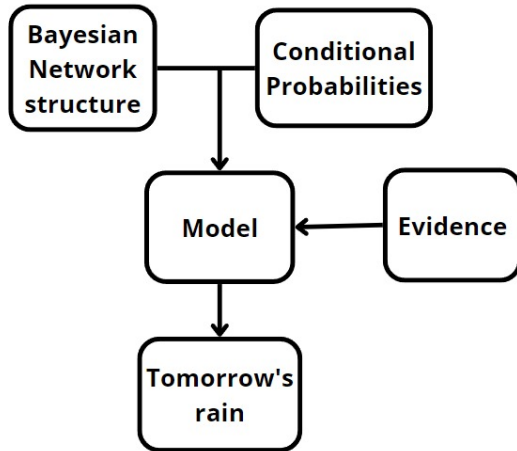 Bayesian
Network
structure
Conditional
Probabilities
Model
Evidence
Tomorrow's
rain